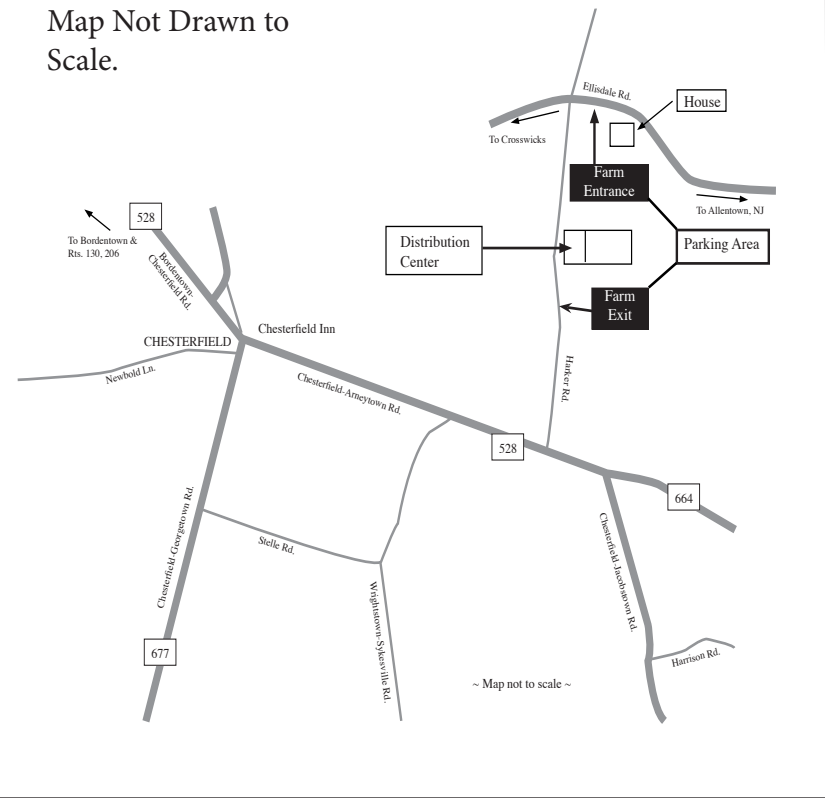 Map Not Drawn to
Scale.
Ellisdale Rd.
House
To Crosswicks
Farm
Entrance
To Allentown, NJ
528
To Bordentown &
Rts. 130, 206
Bordentown-
Chesterfield Rd.
Distribution
Center
Parking Area
Farm
Exit
Chesterfield Inn
CHESTERFIELD
Newbold Ln.
Chesterfield-Arneytown Rd.
Harker Rd.
528
664
Chesterfield-Georgetown Rd.
Stelle Rd.
Chesterfield-Jacobstown Rd.
Wrightstown-Sykesville Rd.
677
Harrison Rd.
~ Map not to scale ~